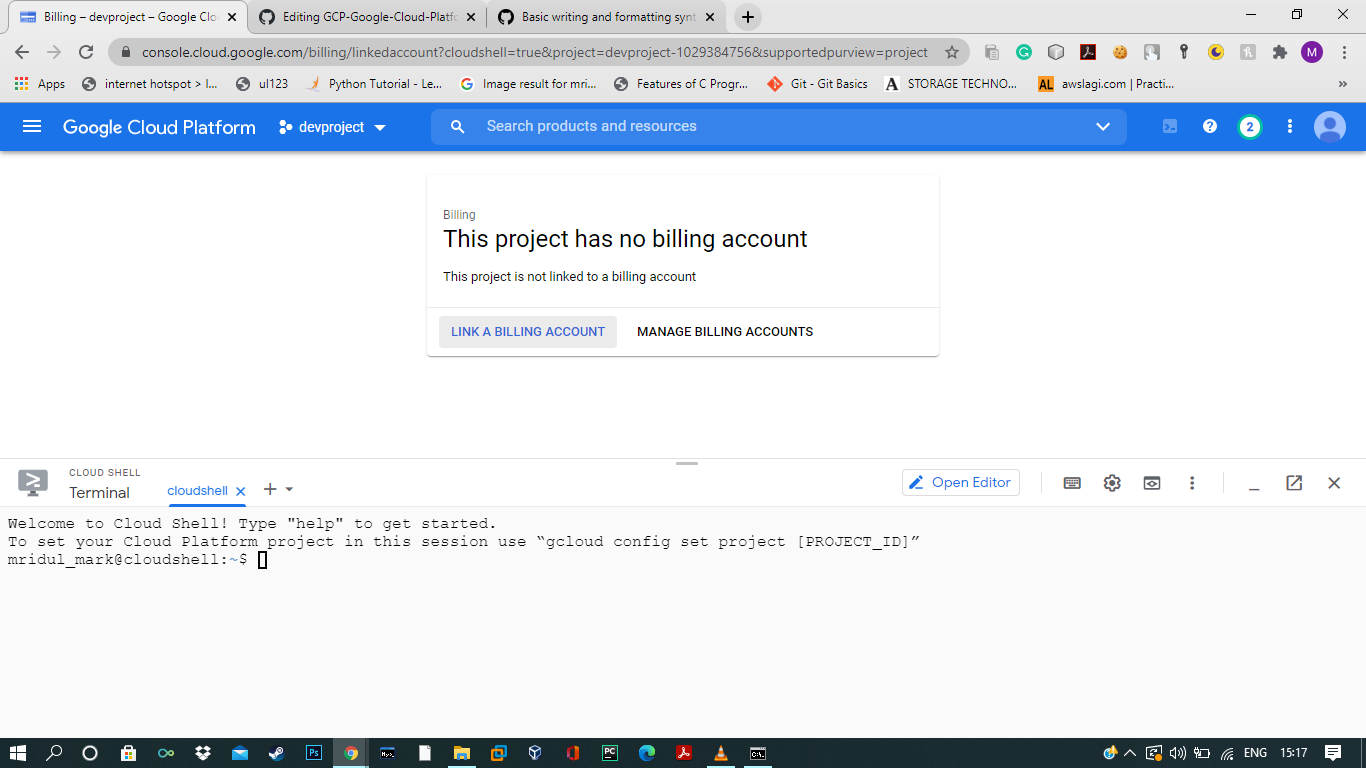 Billing – devproject – Google Clo
Editing GCP-Google-Cloud-Platfo
Basic writing and formatting synt
console.cloud.google.com/billing/linkedaccount?cloudshell=true&project=devproject-1029384756&supportedpurview=project
M
Apps
internet hotspot > I...
ul123
Python Tutorial - Le...
Image result for mri...
Features of C Progr...
Git - Git Basics
STORAGE TECHNO...
awslagi.com | Practi...
Google Cloud Platform
devproject
Search products and resources
2
Billing
This project has no billing account
This project is not linked to a billing account
LINK A BILLING ACCOUNT
MANAGE BILLING ACCOUNTS
CLOUD SHELL
Terminal
cloudshell
Open Editor
Welcome to Cloud Shell! Type "help" to get started.
To set your Cloud Platform project in this session use “gcloud config set project [PROJECT_ID]”
mridul_mark@cloudshell:~$
ENG
15:17